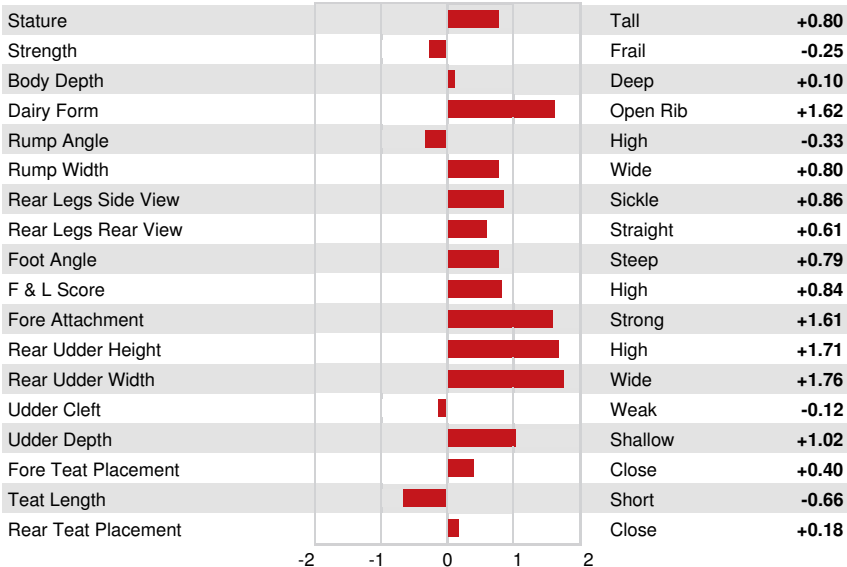 Stature Tall +0.80
Strength Frail -0.25
Body Depth Deep +0.10
Dairy Form Open Rib +1.62
Rump Angle High -0.33
Rump Width Wide +0.80
Rear Legs Side View Sickle +0.86
Rear Legs Rear View Straight +0.61
Foot Angle Steep +0.79
F & L Score High +0.84
Fore Attachment Strong +1.61
Rear Udder Height High +1.71
Rear Udder Width Wide +1.76
Udder Cleft Weak -0.12
Udder Depth Shallow +1.02
Fore Teat Placement Close +0.40
Teat Length Short -0.66
Rear Teat Placement Close +0.18
-2 -1 0 1 2